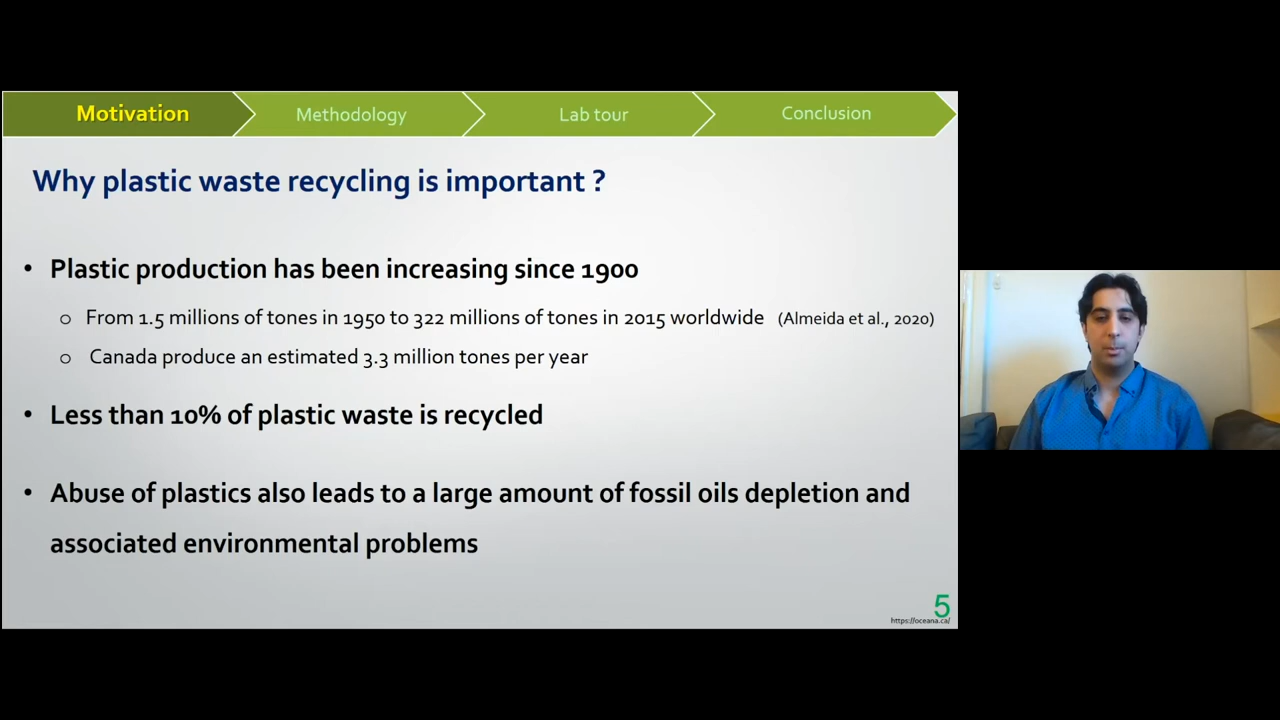 Motivation
Methodology
Lab tour
Conclusion
Why plastic waste recycling is important ?
• Plastic production has been increasing since 1900
o From 1.5 millions of tones in 1950 to 322 millions of tones in 2015 worldwide (Almeida et al., 2020)
o Canada produce an estimated 3.3 million tones per year
• Less than 10% of plastic waste is recycled
• Abuse of plastics also leads to a large amount of fossil oils depletion and
associated environmental problems
5
https://oceana.ca/